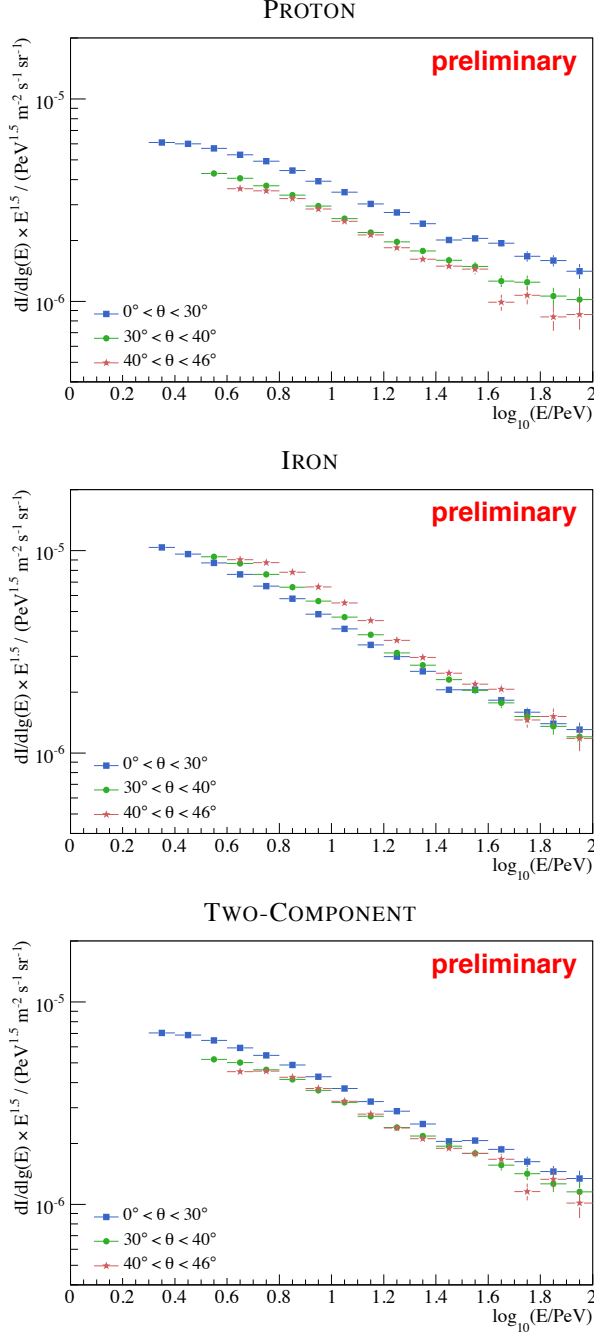 PROTON
preliminary
dI/dlg(E) × E^1.5 / (PeV^1.5 m^-2 s^-1 sr^-1)
10^-5
10^-6
0° < θ < 30°
30° < θ < 40°
40° < θ < 46°
0 0.2 0.4 0.6 0.8 1 1.2 1.4 1.6 1.8 2
log10(E/PeV)
IRON
preliminary
dI/dlg(E) × E^1.5 / (PeV^1.5 m^-2 s^-1 sr^-1)
10^-5
10^-6
0° < θ < 30°
30° < θ < 40°
40° < θ < 46°
0 0.2 0.4 0.6 0.8 1 1.2 1.4 1.6 1.8 2
log10(E/PeV)
TWO-COMPONENT
preliminary
dI/dlg(E) × E^1.5 / (PeV^1.5 m^-2 s^-1 sr^-1)
10^-5
10^-6
0° < θ < 30°
30° < θ < 40°
40° < θ < 46°
0 0.2 0.4 0.6 0.8 1 1.2 1.4 1.6 1.8 2
log10(E/PeV)